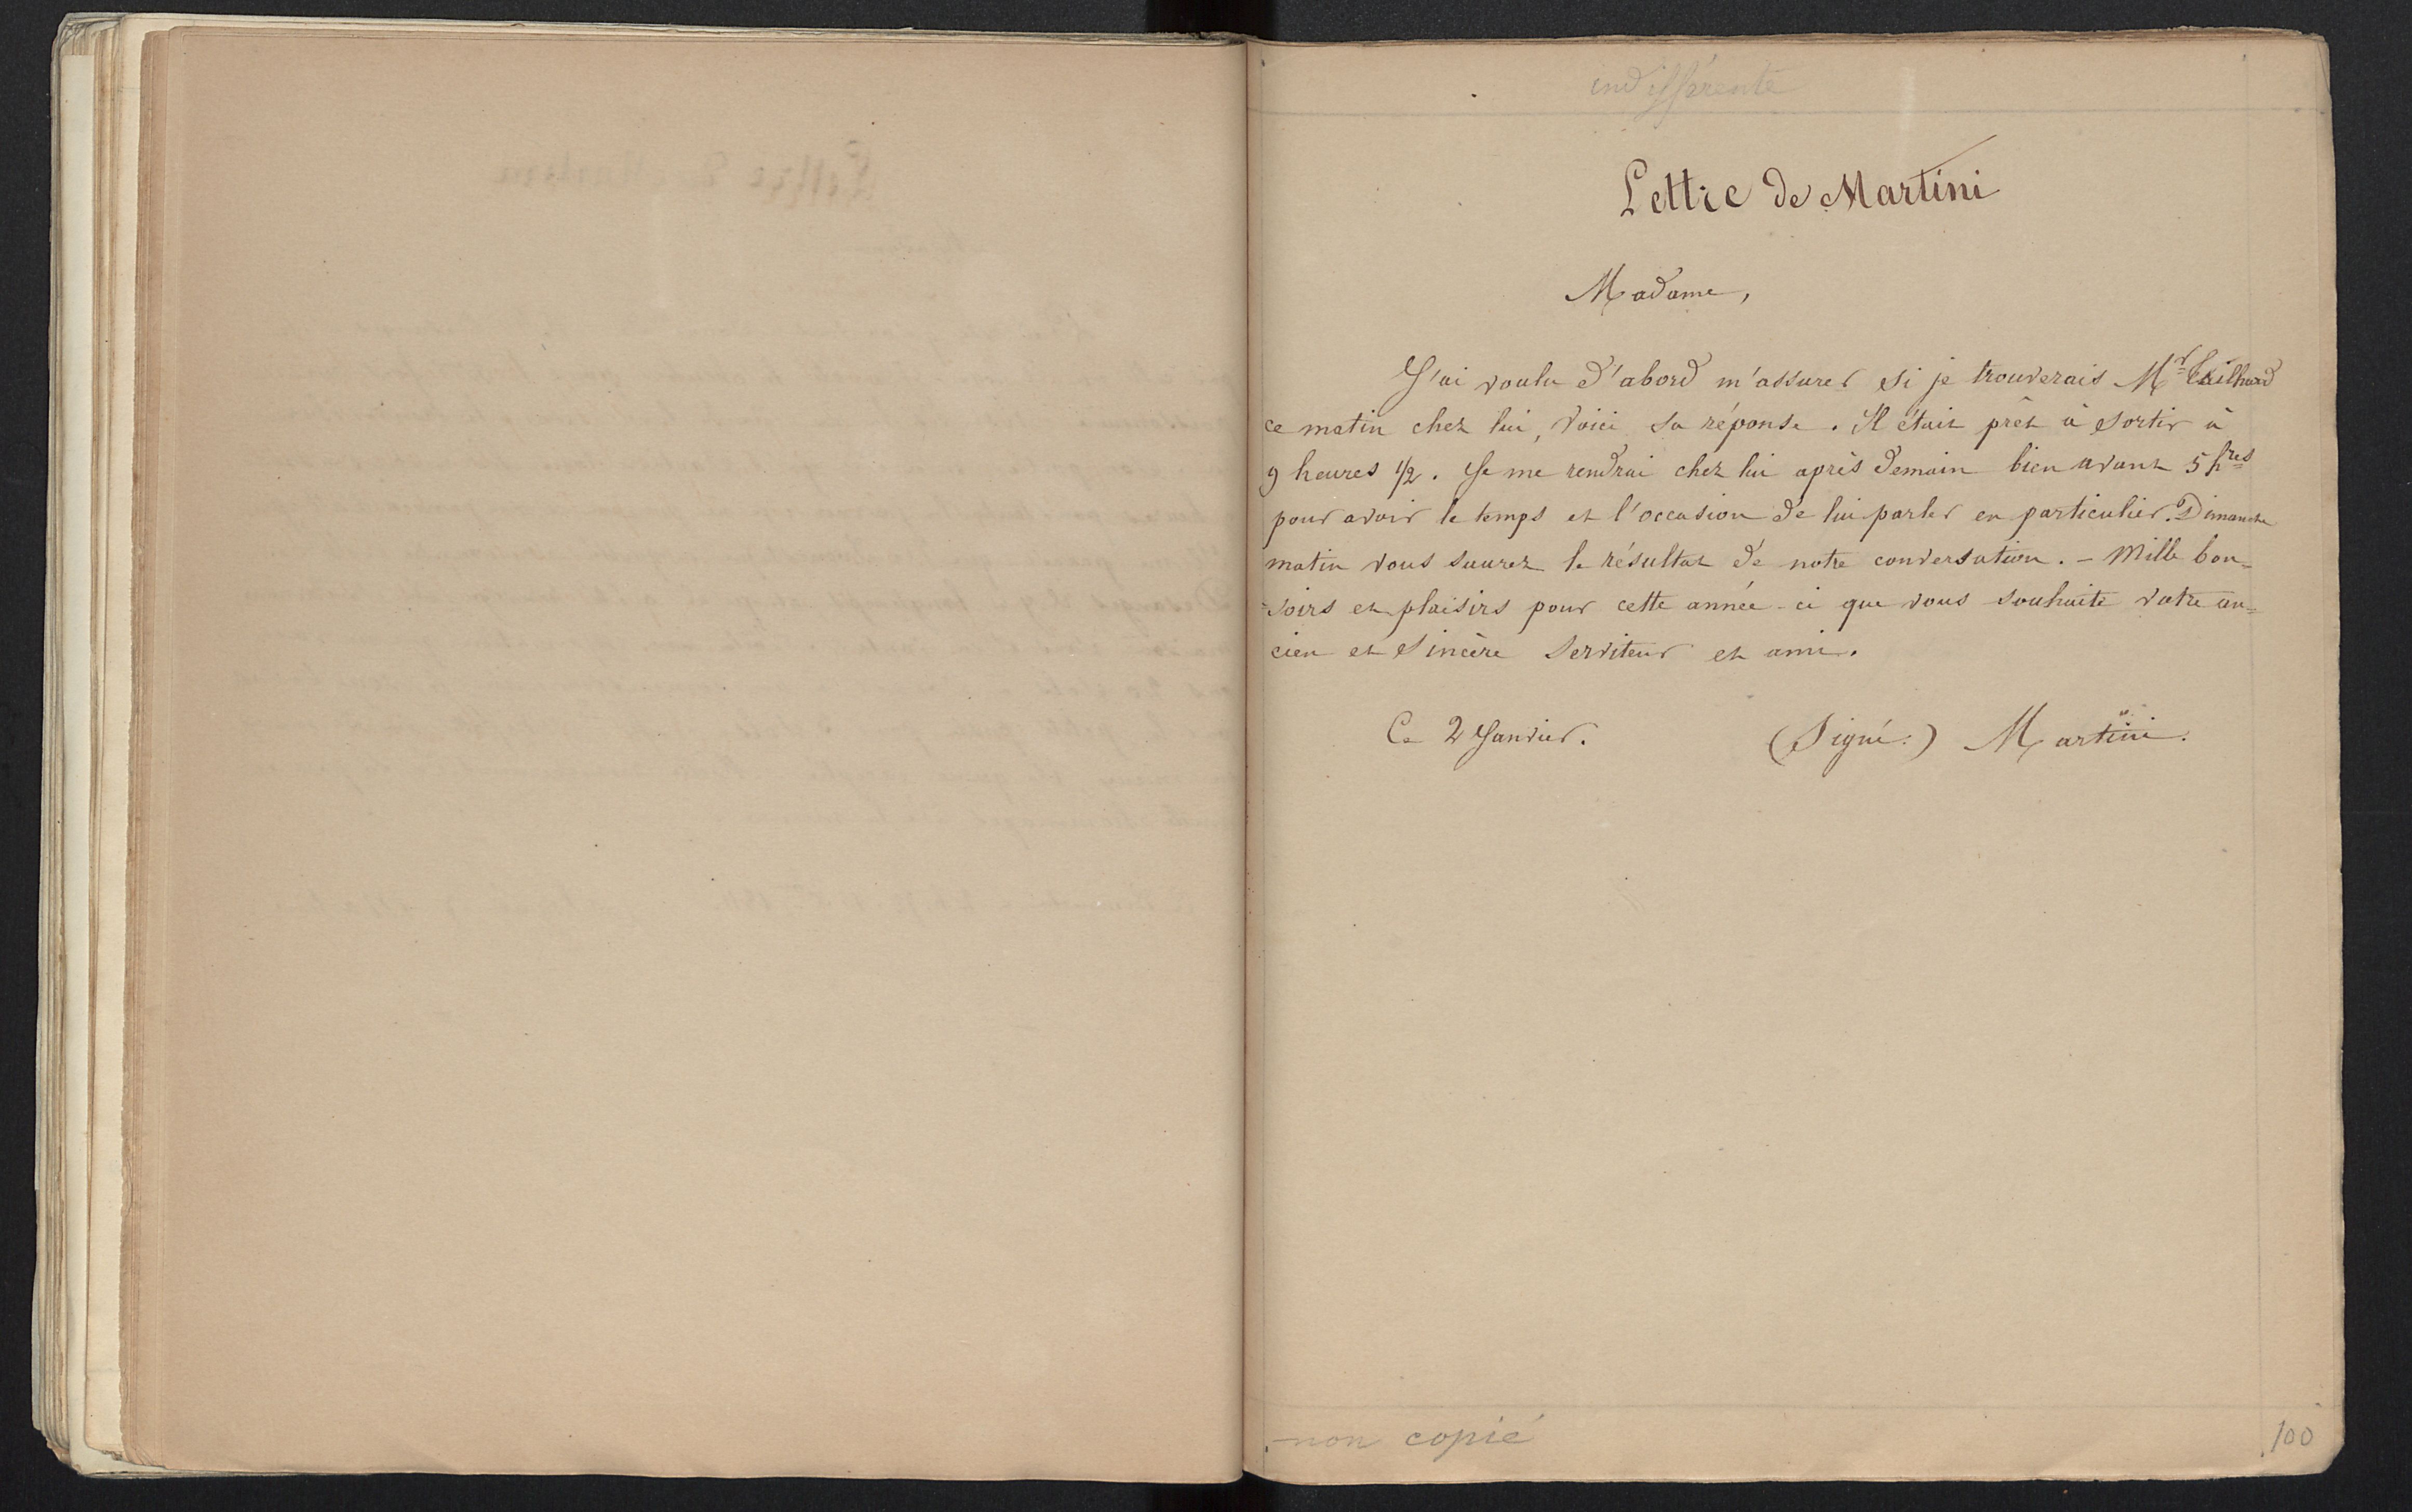 indifférente
Lettre de Martini
Madame,
J'ai voulu d'abord m'assurer si je trouverais Mr
ce matin chez lui, voici sa réponse. Il était prêt à sortir à
9 heures 1/2. Je me rendrai chez lui après demain bien avant 5 hres
pour avoir le temps et l'occasion de lui parler en particulier. Dimanche
matin vous saurez le résultat de notre conversation. – Mille bon=
=soirs et plaisirs pour cette année-ci que vous souhaite votre an=
cien et sincère serviteur et ami.
Ce 2 Janvier. (Signé:) Martini.
non copié
100